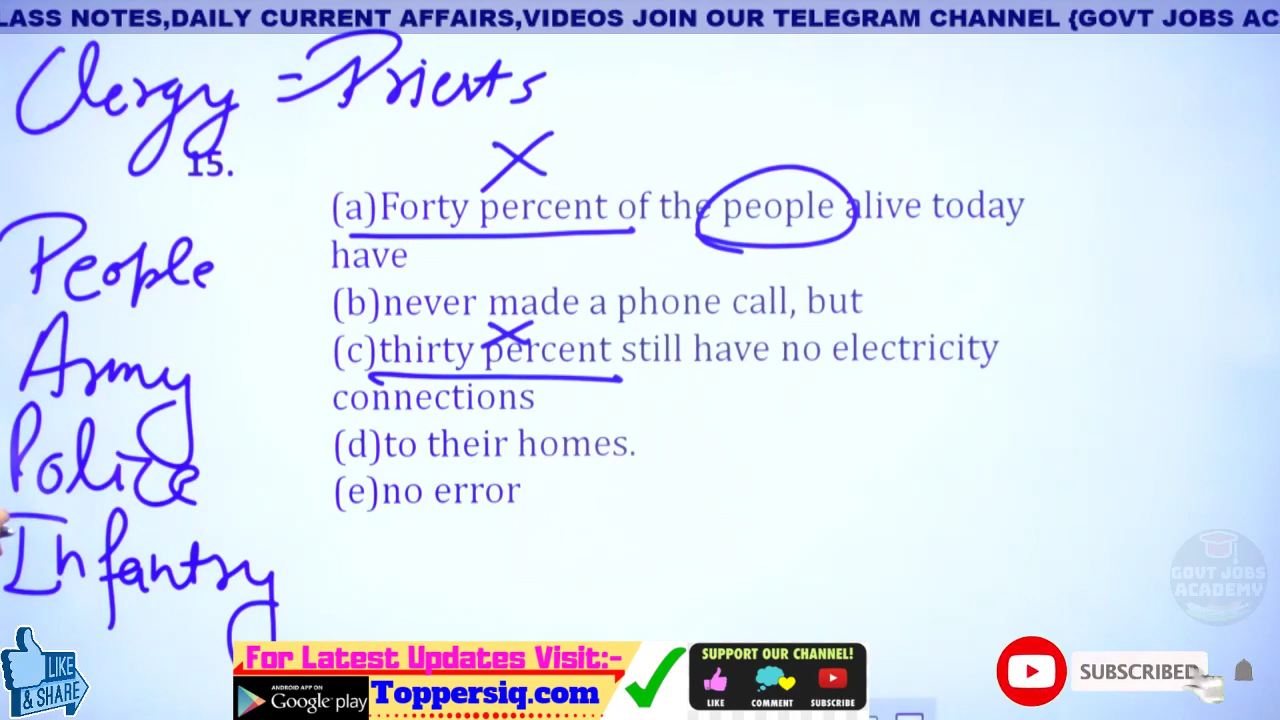 LASS NOTES,DAILY CURRENT AFFAIRS,VIDEOS JOIN OUR TELEGRAM CHANNEL {GOVT JOBS AC
Clergy = Priests
15.
(a)Forty percent of the people alive today
have
(b)never made a phone call, but
(c)thirty percent still have no electricity
connections
(d)to their homes.
(e)no error
People
Army
Police
Infantry
GOVT JOBS
ACADEMY
LIKE
& SHARE
For Latest Updates Visit:-
ANDROID APP ON
Google play
Toppersiq.com
SUPPORT OUR CHANNEL!
LIKE COMMENT SUBSCRIBE
SUBSCRIBED